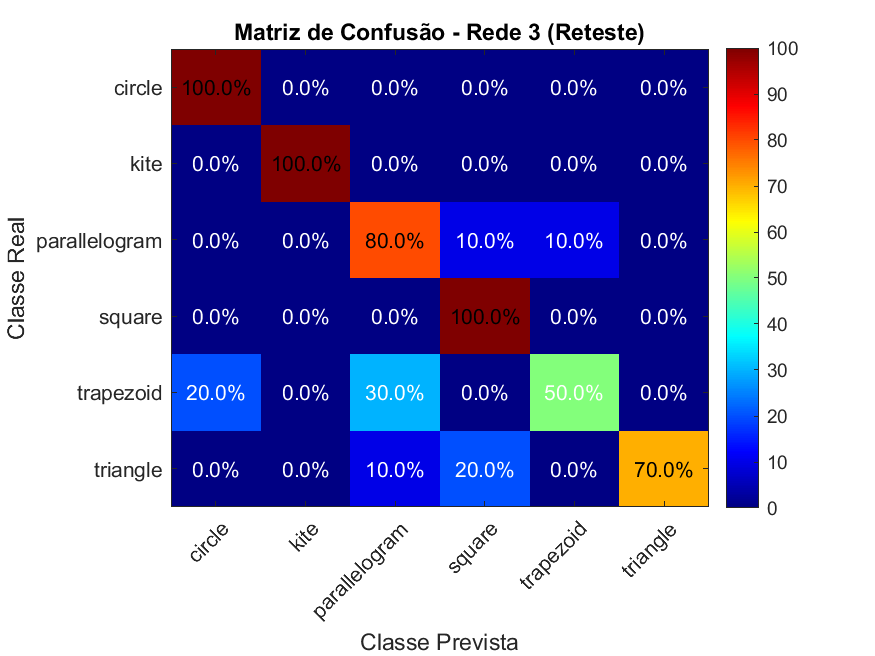 Matriz de Confusão - Rede 3 (Reteste)
Classe Real
circle 100.0% 0.0% 0.0% 0.0% 0.0% 0.0%
kite 0.0% 100.0% 0.0% 0.0% 0.0% 0.0%
parallelogram 0.0% 0.0% 80.0% 10.0% 10.0% 0.0%
square 0.0% 0.0% 0.0% 100.0% 0.0% 0.0%
trapezoid 20.0% 0.0% 30.0% 0.0% 50.0% 0.0%
triangle 0.0% 0.0% 10.0% 20.0% 0.0% 70.0%
circle kite parallelogram square trapezoid triangle
Classe Prevista
100
90
80
70
60
50
40
30
20
10
0